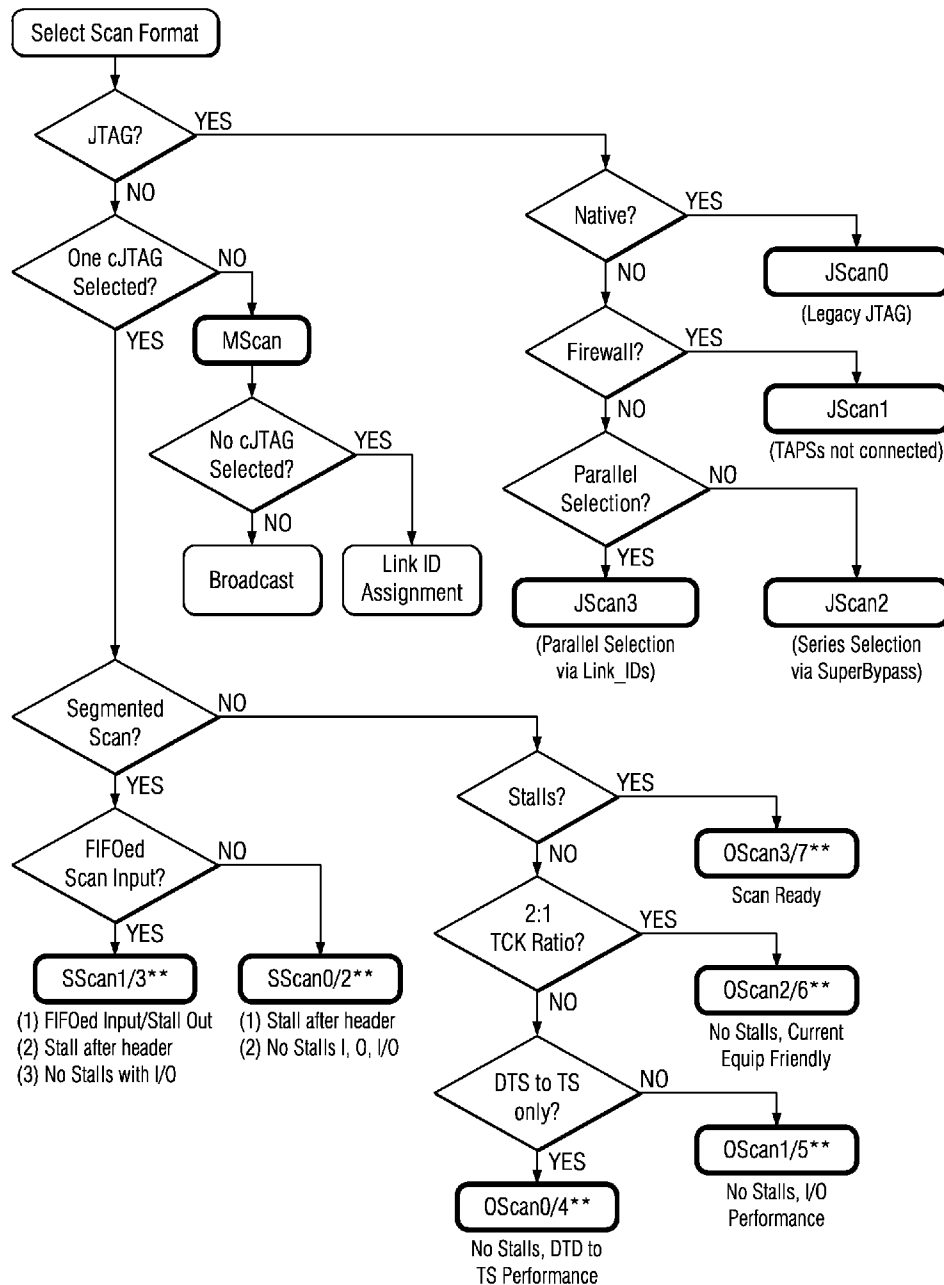 Select Scan Format
JTAG?
YES
NO
Native?
YES
NO
One cJTAG
Selected?
NO
YES
JScan0
(Legacy JTAG)
MScan
Firewall?
YES
NO
JScan1
(TAPSs not connected)
No cJTAG
Selected?
YES
NO
Parallel
Selection?
NO
YES
Broadcast
Link ID
Assignment
JScan3
(Parallel Selection
via Link_IDs)
JScan2
(Series Selection
via SuperBypass)
Segmented
Scan?
NO
YES
Stalls?
YES
NO
FIFOed
Scan Input?
NO
YES
OScan3/7**
Scan Ready
2:1
TCK Ratio?
YES
NO
SScan1/3**
(1) FIFOed Input/Stall Out
(2) Stall after header
(3) No Stalls with I/O
SScan0/2**
(1) Stall after header
(2) No Stalls I, O, I/O
OScan2/6**
No Stalls, Current
Equip Friendly
DTS to TS
only?
NO
YES
OScan1/5**
No Stalls, I/O
Performance
OScan0/4**
No Stalls, DTD to
TS Performance